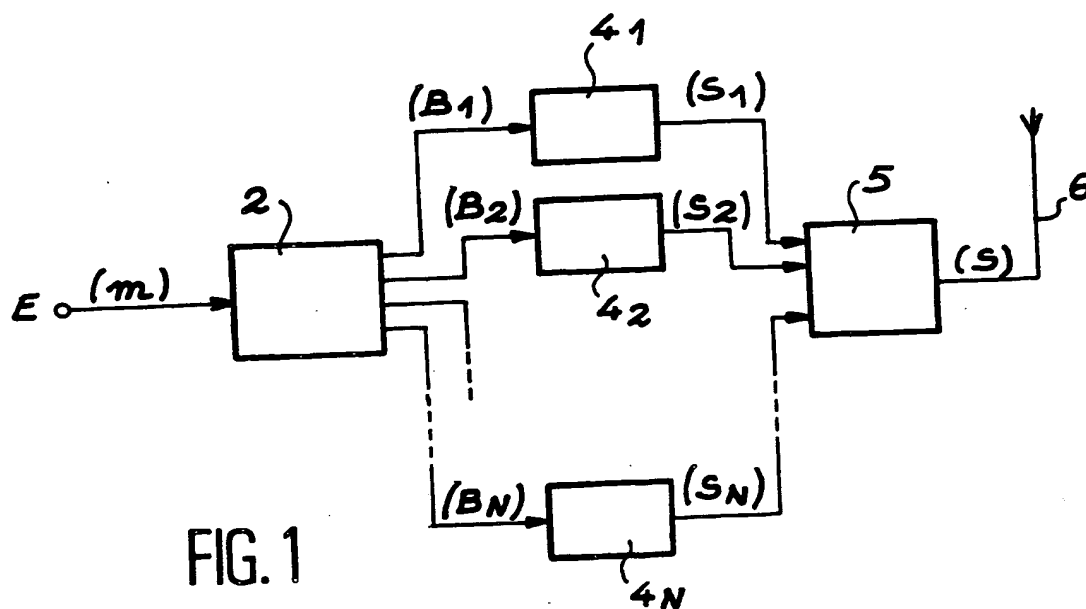 41
(B1)
(S1)
2
(B2)
(S2)
5
6
E
(m)
(S)
42
(BN)
(SN)
4N
FIG. 1